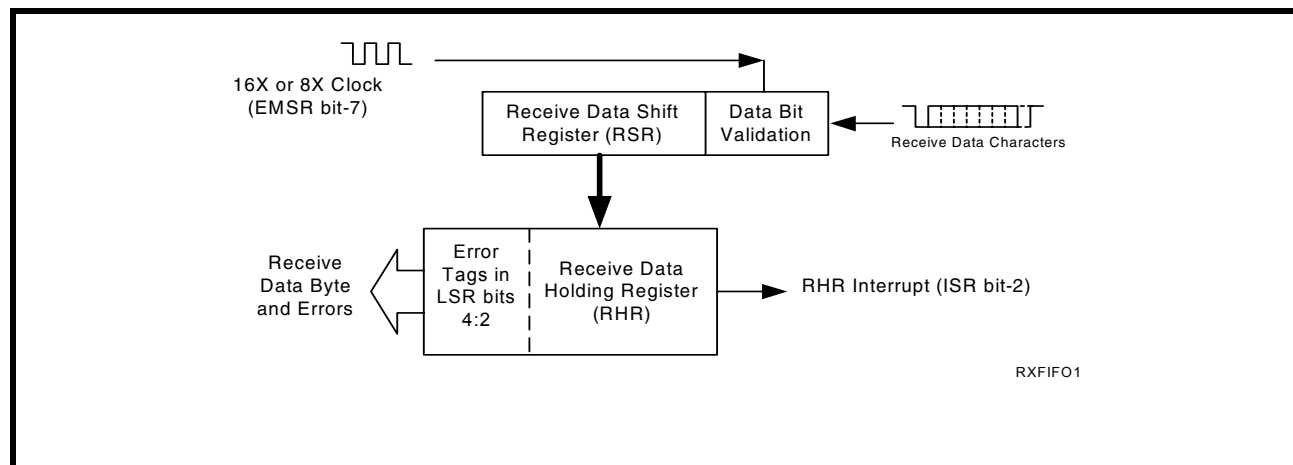 16X or 8X Clock
(EMSR bit-7)
Receive Data Shift
Register (RSR)
Data Bit
Validation
Receive Data Characters
Receive
Data Byte
and Errors
Error
Tags in
LSR bits
4:2
Receive Data
Holding Register
(RHR)
RHR Interrupt (ISR bit-2)
RXFIFO1